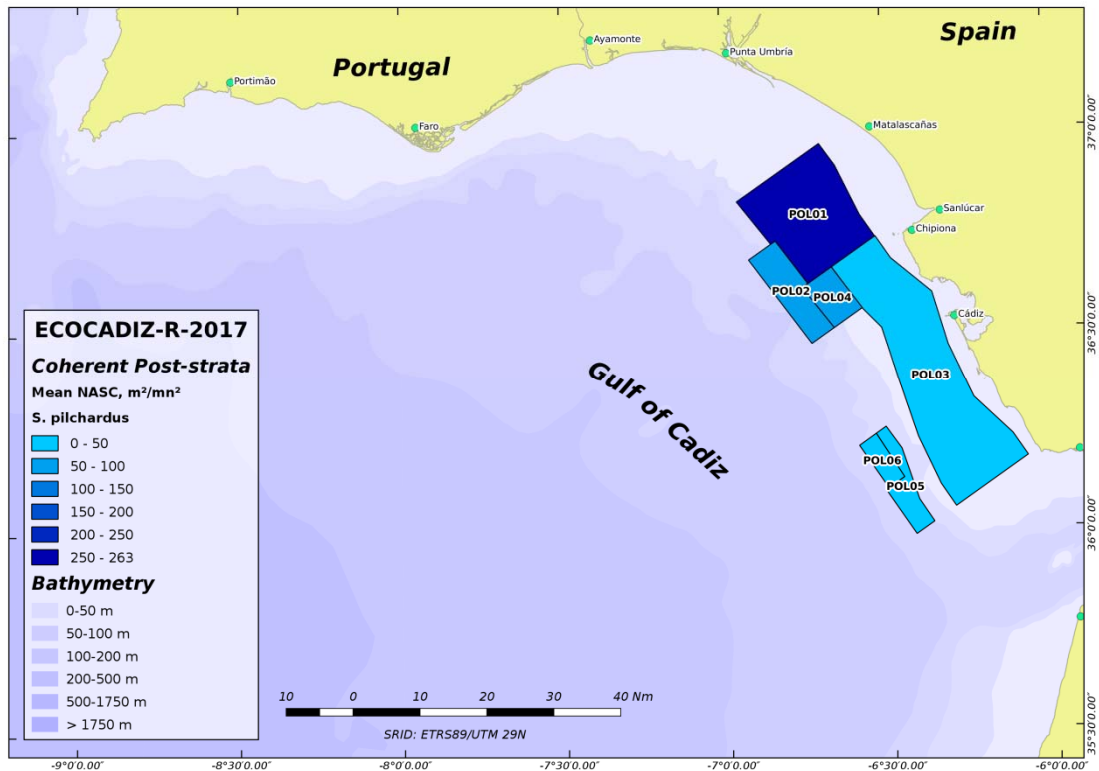 Spain
Portugal
Ayamonte
Punta Umbría
Portimão
Faro
Matalascañas
37°0'0.00"
Sanlúcar
Chipiona
POL01
POL02
POL04
Cádiz
36°30'0.00"
POL03
Gulf of Cadiz
POL06
POL05
36°0'0.00"
35°30'0.00"
ECOCADIZ-R-2017
Coherent Post-strata
Mean NASC, m²/mn²
S. pilchardus
0 - 50
50 - 100
100 - 150
150 - 200
200 - 250
250 - 263
Bathymetry
0-50 m
50-100 m
100-200 m
200-500 m
500-1750 m
> 1750 m
10 0 10 20 30 40 Nm
SRID: ETRS89/UTM 29N
-9°0'0.00" -8°30'0.00" -8°0'0.00" -7°30'0.00" -7°0'0.00" -6°30'0.00" -6°0'0.00"